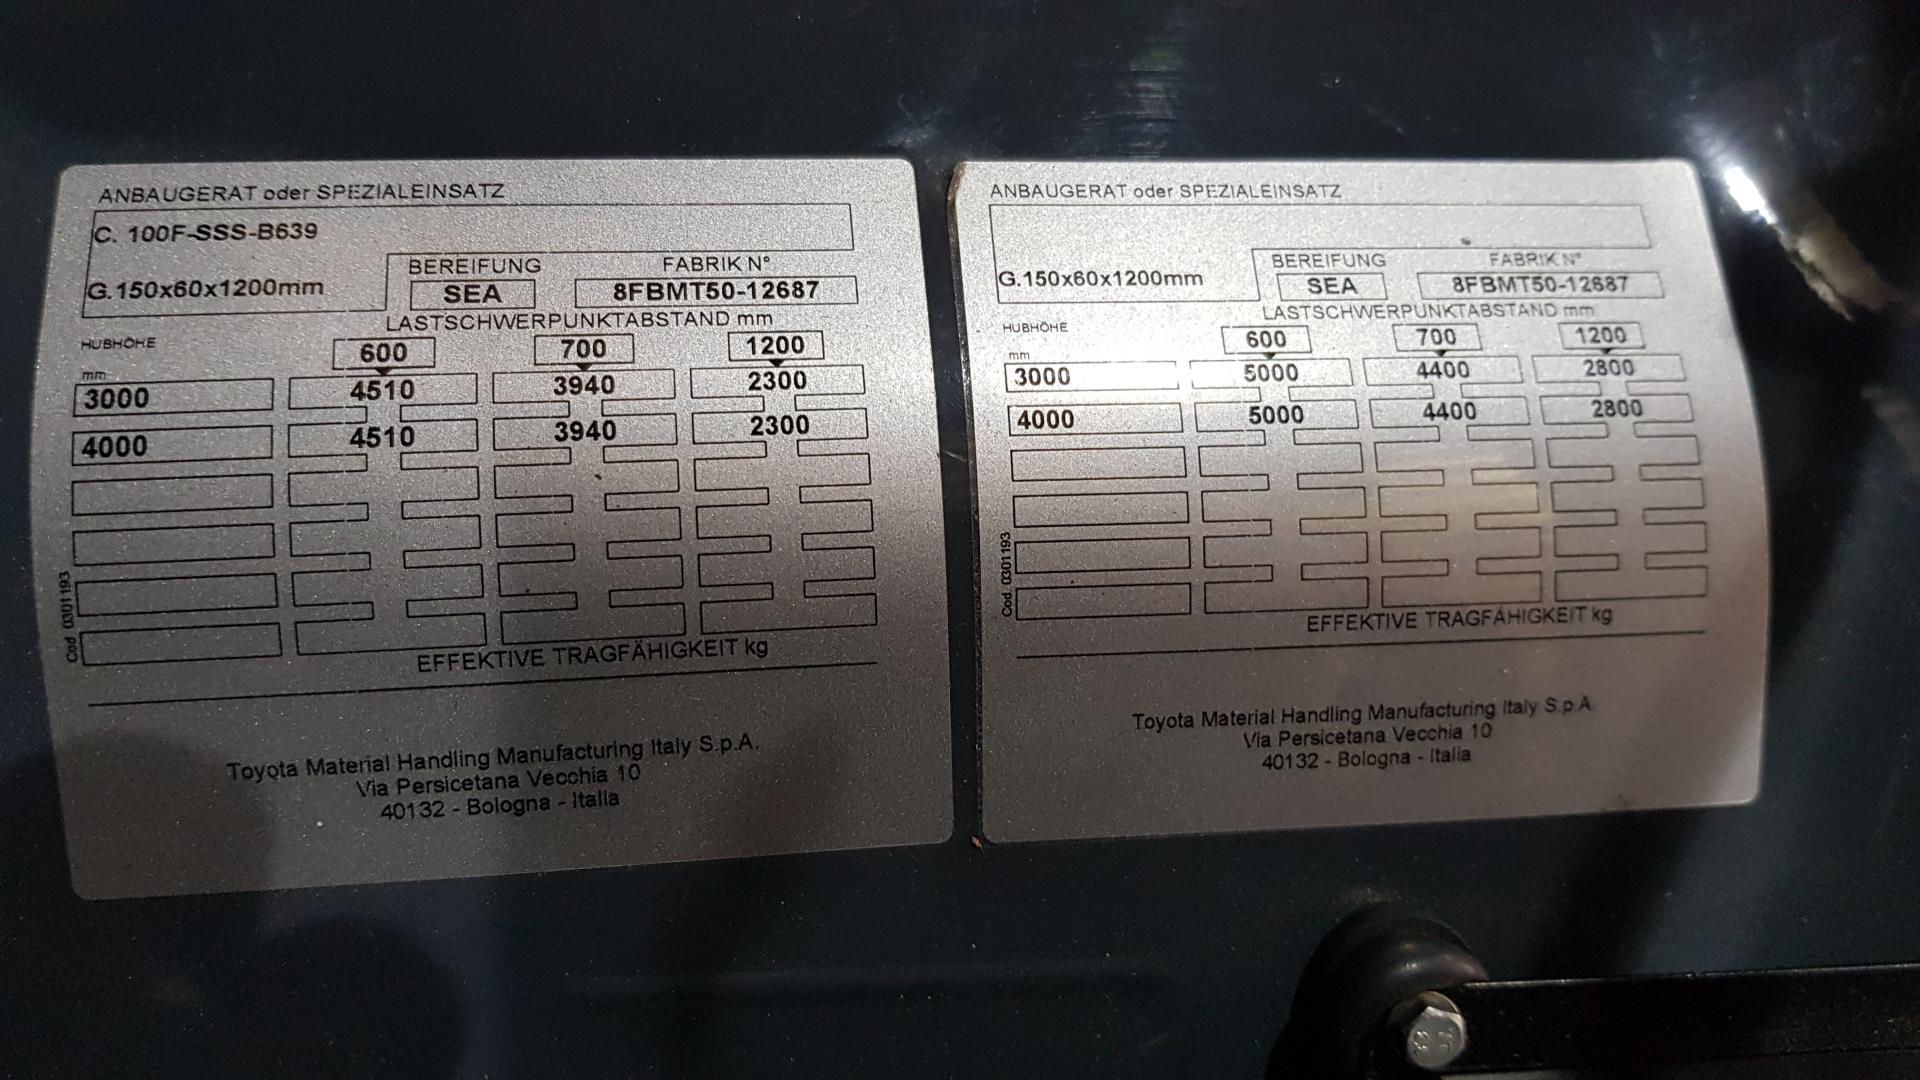 ANBAUGERAT oder SPEZIALEINSATZ
C. 100F-SSS-B639
G.150x60x1200mm
BEREIFUNG FABRIK N°
SEA 8FBMT50-12687
LASTSCHWERPUNKTABSTAND mm
HUBHÖHE
600 700 1200
mm
3000 4510 3940 2300
4000 4510 3940 2300
Cod 0301193
EFFEKTIVE TRAGFÄHIGKEIT kg
Toyota Material Handling Manufacturing Italy S.p.A.
Via Persicetana Vecchia 10
40132 - Bologna - Italia
ANBAUGERAT oder SPEZIALEINSATZ
G.150x60x1200mm
BEREIFUNG FABRIK N°
SEA 8FBMT50-12687
LASTSCHWERPUNKTABSTAND mm
HUBHÖHE
600 700 1200
mm
3000 5000 4400 2800
4000 5000 4400 2800
Cod. 0301193
EFFEKTIVE TRAGFÄHIGKEIT kg
Toyota Material Handling Manufacturing Italy S.p.A.
Via Persicetana Vecchia 10
40132 - Bologna - Italia